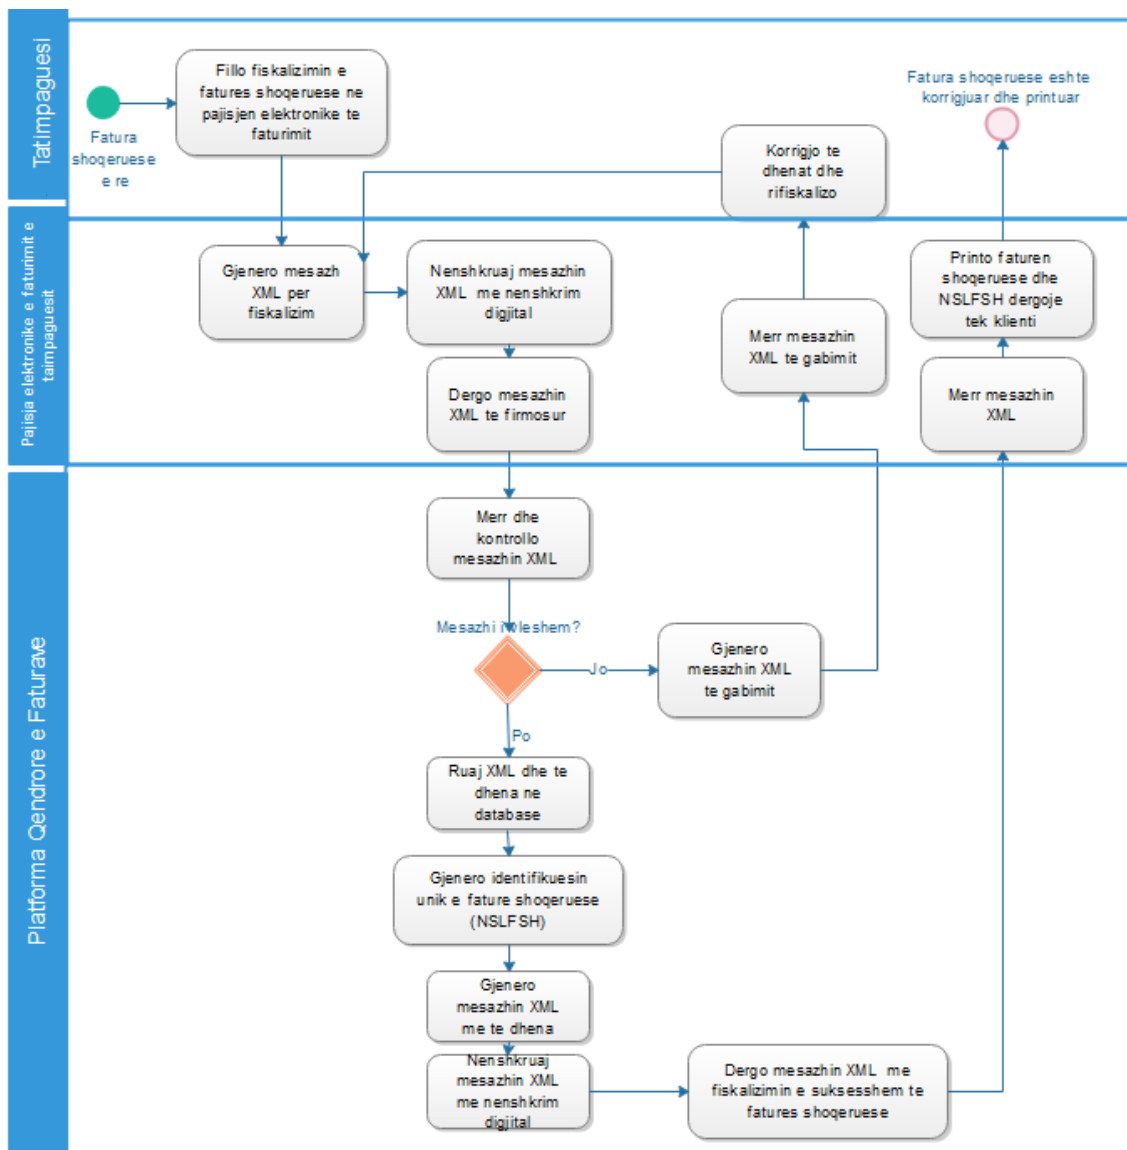 Tatimpaguesi
Fatura
shoqeruese
e re
Fillo fiskalizimin e
fatures shoqeruese ne
pajisjen elektronike te
faturimit
Korrigjo te
dhenat dhe
rifiskalizo
Fatura shoqeruese eshte
korrigjuar dhe printuar
Pajisja elektronike e faturimit e
taimpaguesit
Gjenero mesazh
XML per
fiskalizim
Nenshkruaj mesazhin
XML me nenshkrim
digjital
Dergo mesazhin
XML te firmosur
Merr mesazhin
XML te gabimit
Printo faturen
shoqeruese dhe
NSLFSH dergoje
tek klienti
Merr mesazhin
XML
Platforma Qendrore e Faturave
Merr dhe
kontrollo
mesazhin XML
Mesazhi i vleshem?
Jo
Gjenero
mesazhin XML
te gabimit
Po
Ruaj XML dhe te
dhena ne
database
Gjenero identifikuesin
unik e fature shoqeruese
(NSLFSH)
Gjenero
mesazhin XML
me te dhena
Nenshkruaj
mesazhin XML
me nenshkrim
digjital
Dergo mesazhin XML me
fiskalizimin e suksesshem te
fatures shoqeruese